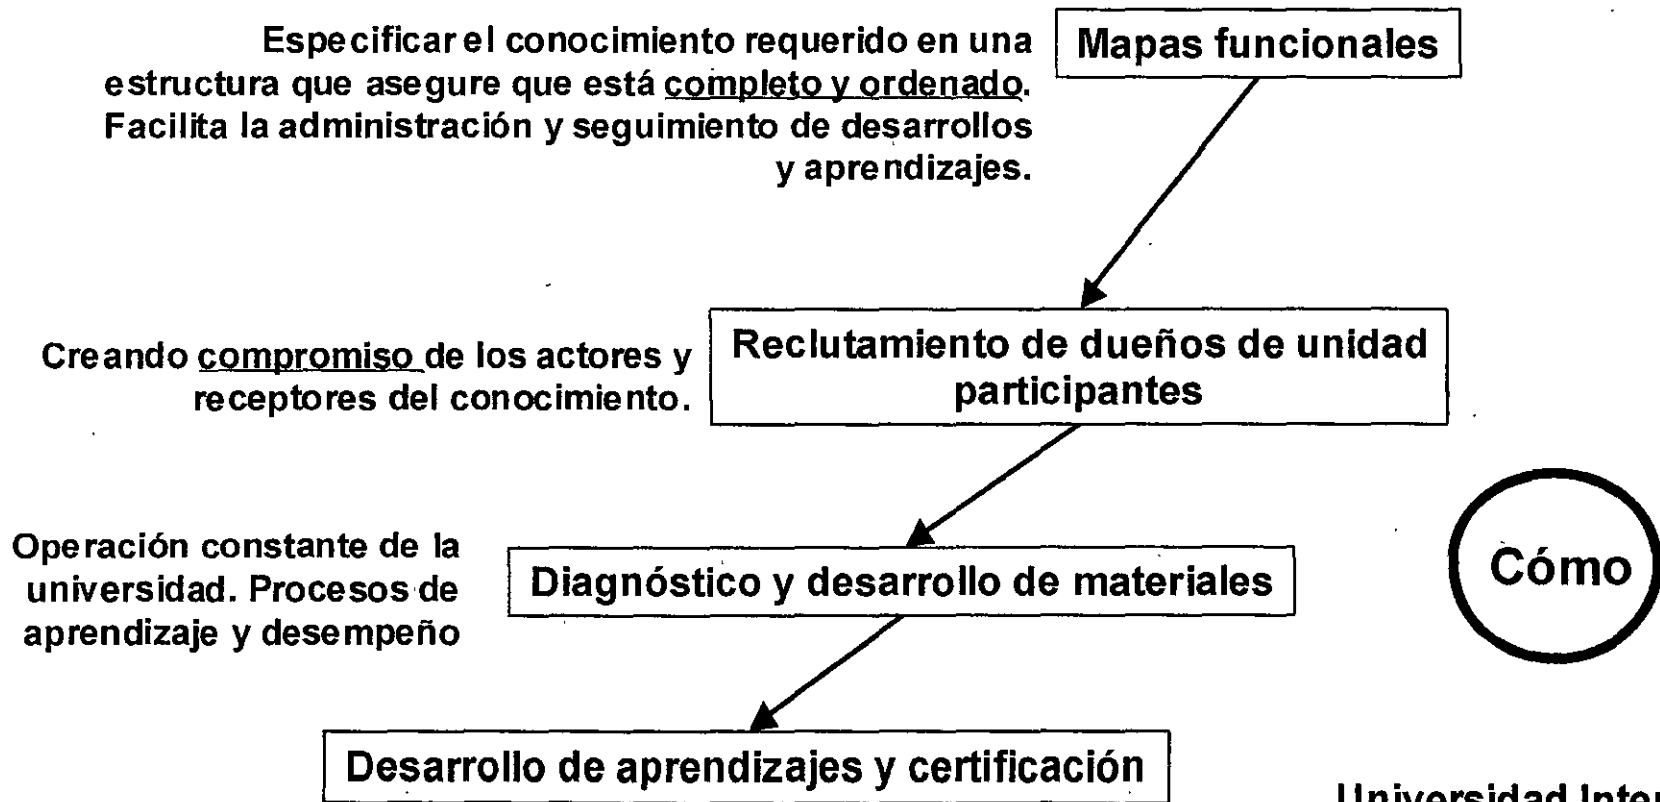 Especificar el conocimiento requerido en una
estructura que asegure que está completo y ordenado.
Facilita la administración y seguimiento de desarrollos
y aprendizajes.
Mapas funcionales
Creando compromiso de los actores y
receptores del conocimiento.
Reclutamiento de dueños de unidad
participantes
Operación constante de la
universidad. Procesos de
aprendizaje y desempeño
Diagnóstico y desarrollo de materiales
Cómo
Desarrollo de aprendizajes y certificación
Universidad